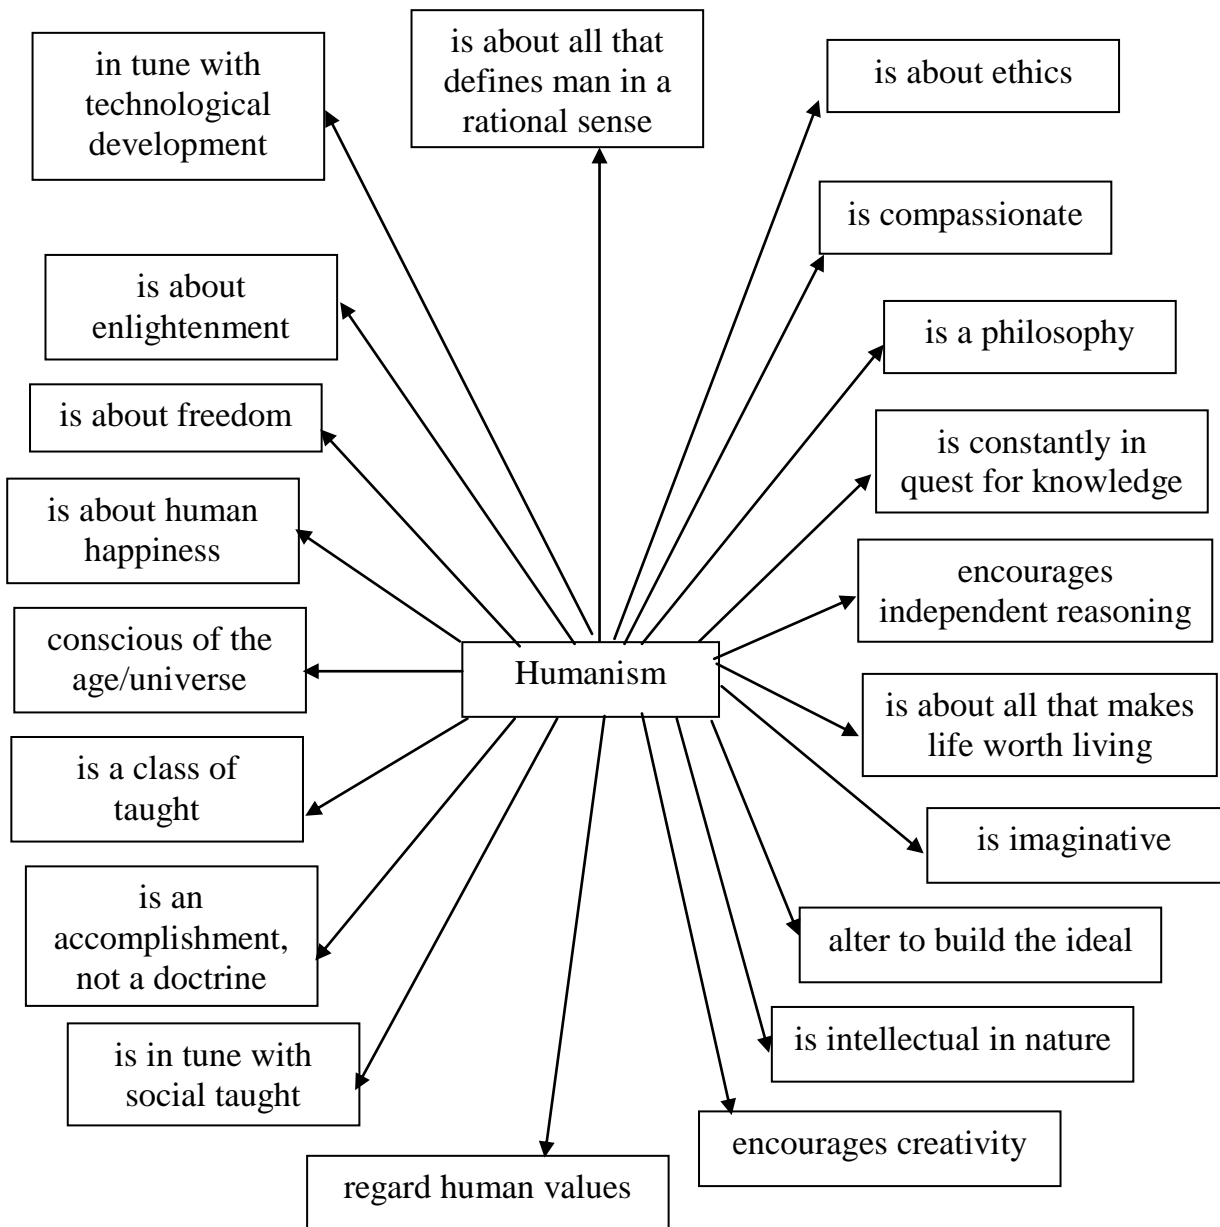 in tune with
technological
development
is about all that
defines man in a
rational sense
is about ethics
is compassionate
is about
enlightenment
is a philosophy
is about freedom
is constantly in
quest for knowledge
is about human
happiness
encourages
independent reasoning
conscious of the
age/universe
Humanism
is about all that makes
life worth living
is a class of
taught
is imaginative
is an
accomplishment,
not a doctrine
alter to build the ideal
is in tune with
social taught
is intellectual in nature
encourages creativity
regard human values